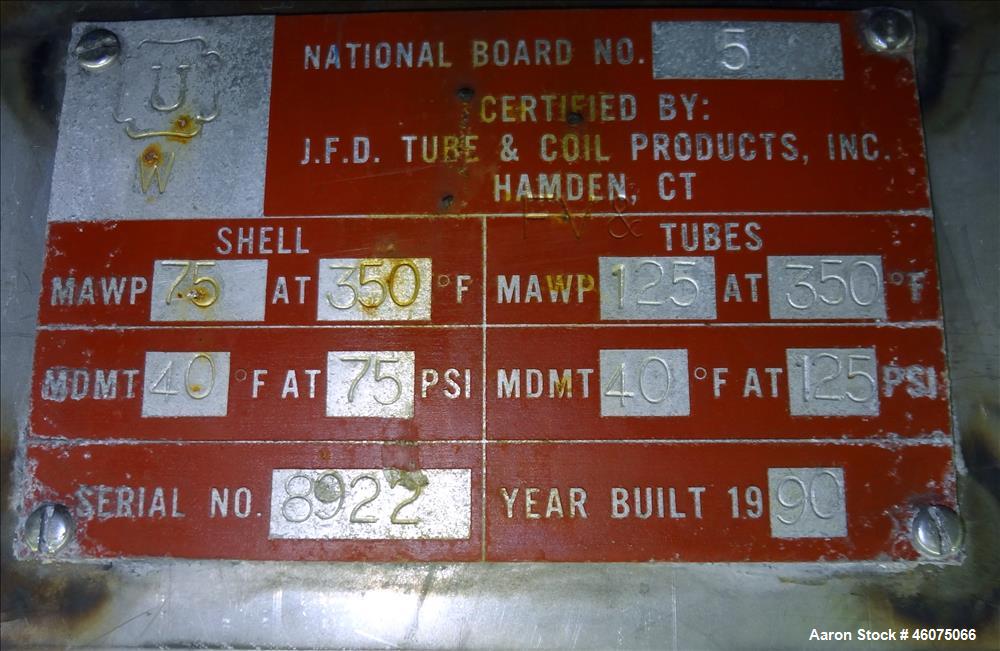 U
W
NATIONAL BOARD NO. 5
CERTIFIED BY:
J.F.D. TUBE & COIL PRODUCTS, INC.
HAMDEN, CT
FV &
SHELL
MAWP 75 AT 350 °F
MDMT 40 °F AT 75 PSI
TUBES
MAWP 125 AT 350 °F
MDMT 40 °F AT 125 PSI
SERIAL NO. 8922
YEAR BUILT 1990
Aaron Stock # 46075066